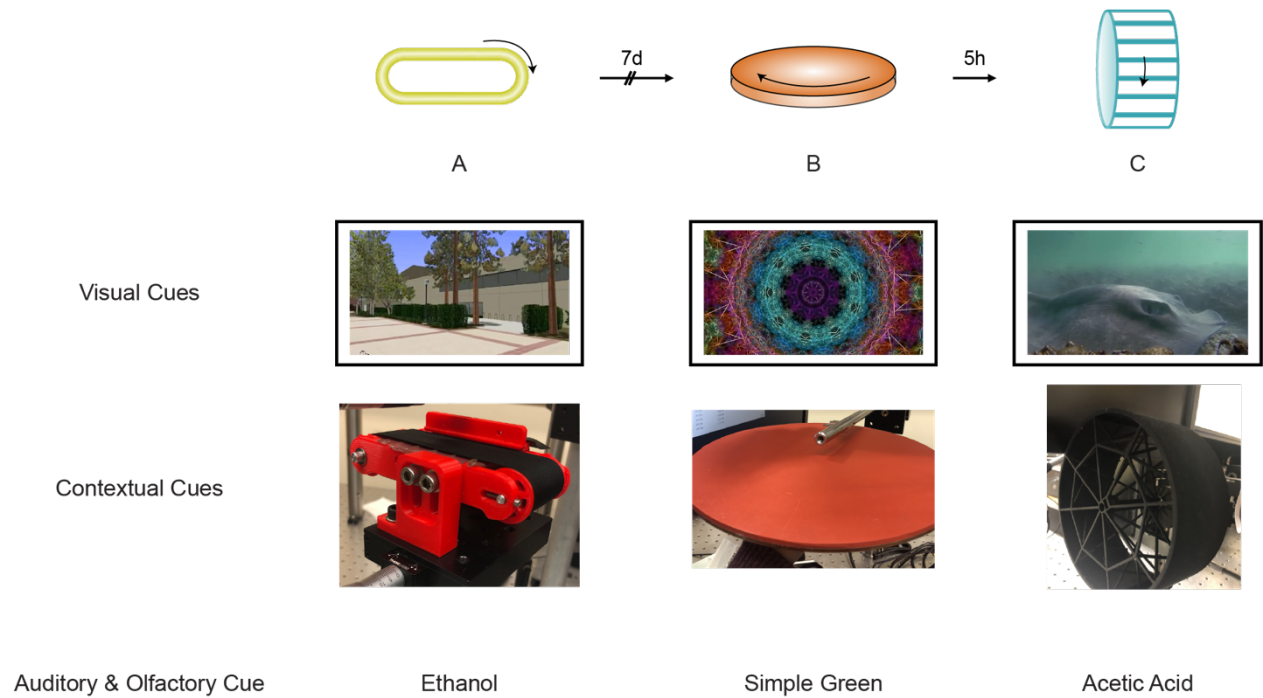 7d
5h
A
B
C
Visual Cues
Contextual Cues
Auditory & Olfactory Cue
Ethanol
Simple Green
Acetic Acid